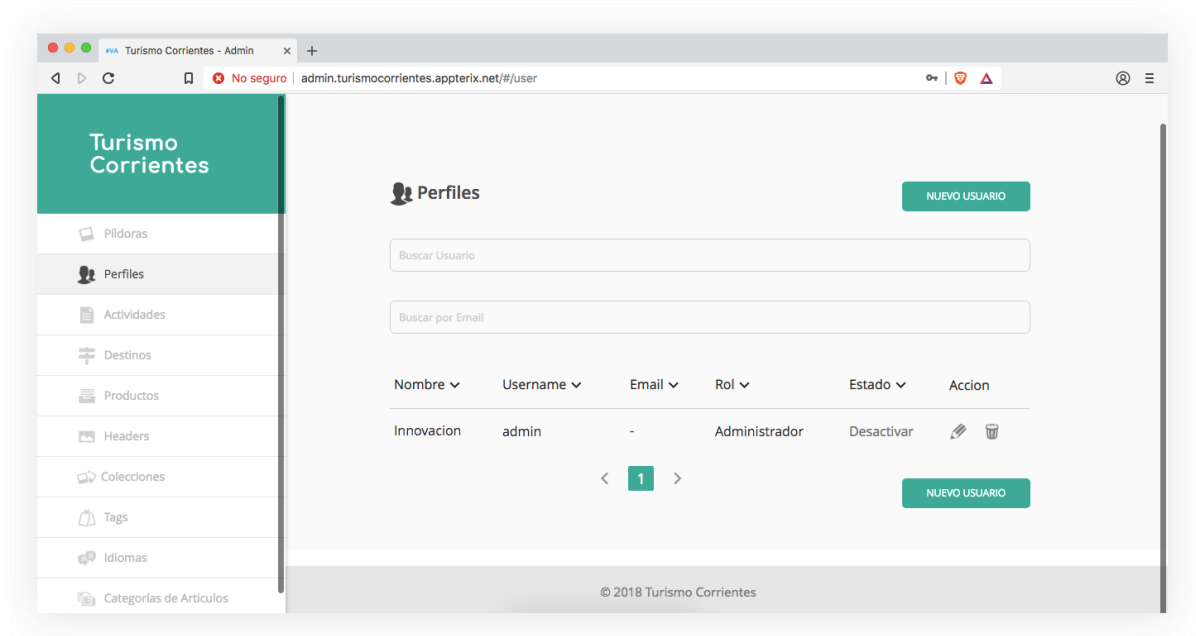 #VA Turismo Corrientes - Admin
No seguro admin.turismocorrientes.appterix.net/#/user
Turismo
Corrientes
Píldoras
Perfiles
Actividades
Destinos
Productos
Headers
Colecciones
Tags
Idiomas
Categorías de Articulos
Perfiles
NUEVO USUARIO
Buscar Usuario
Buscar por Email
Nombre Username Email Rol Estado Accion
Innovacion admin - Administrador Desactivar
1
NUEVO USUARIO
© 2018 Turismo Corrientes